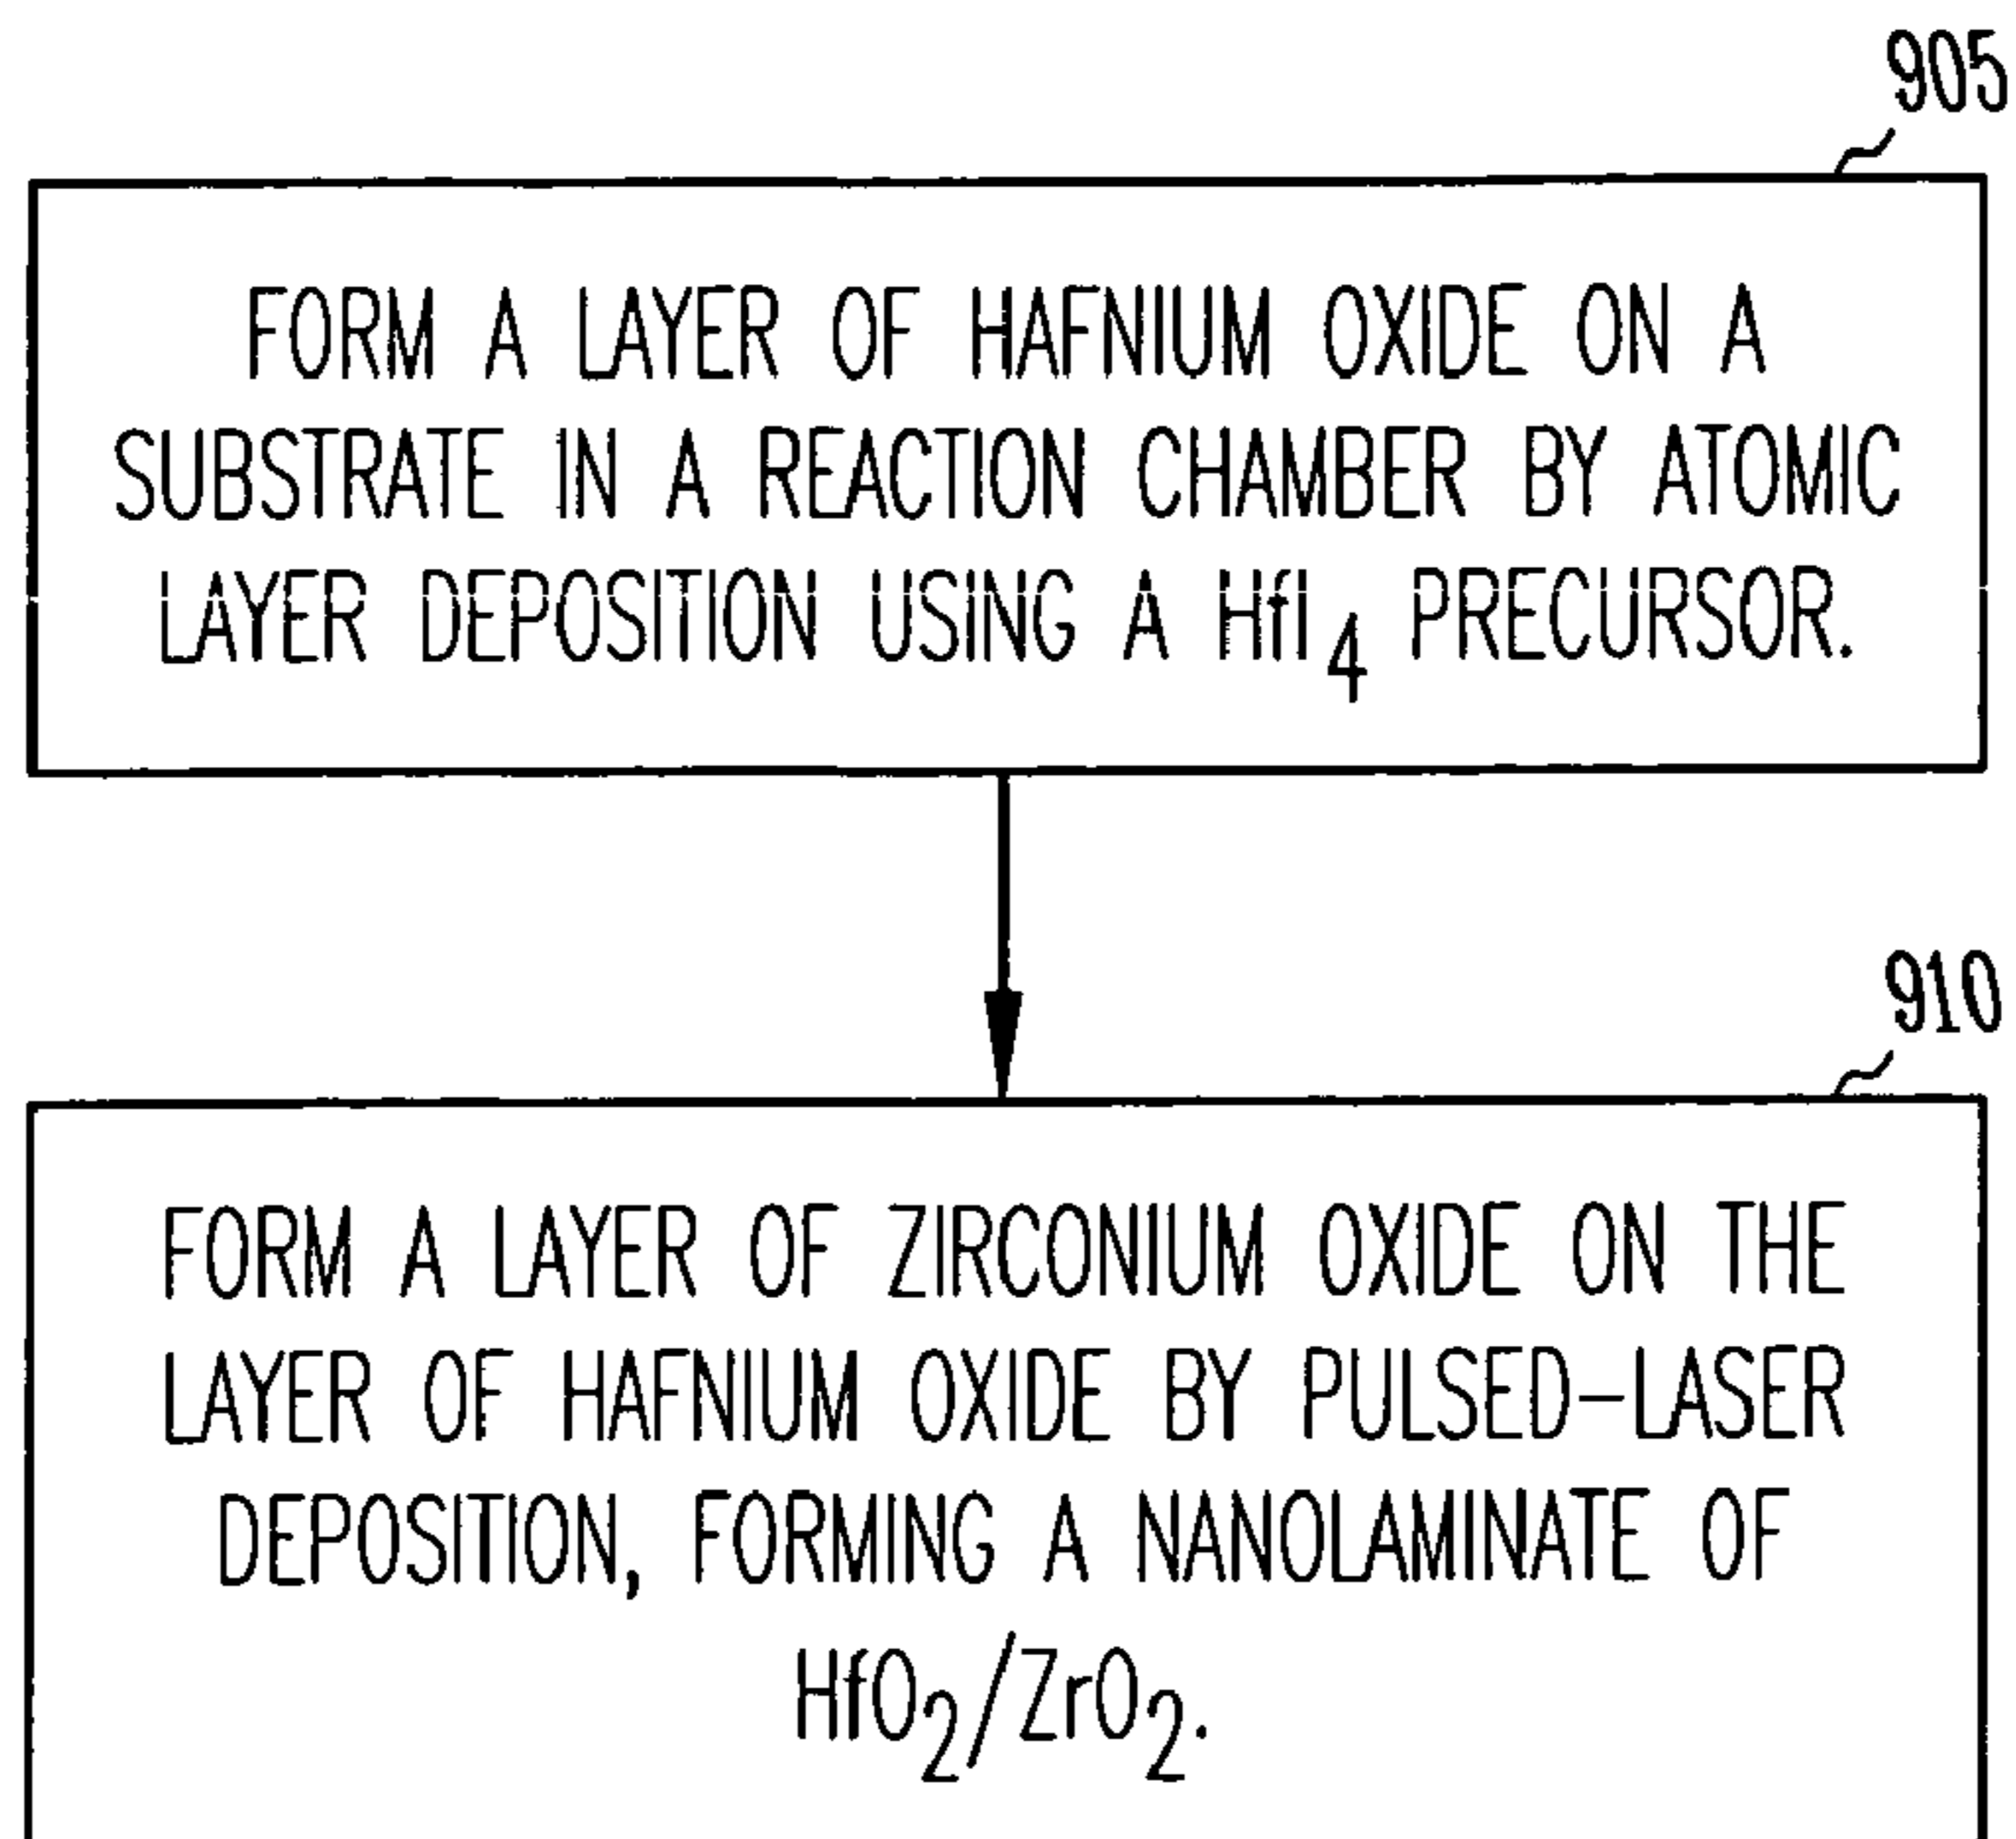 905
FORM A LAYER OF HAFNIUM OXIDE ON A
SUBSTRATE IN A REACTION CHAMBER BY ATOMIC
LAYER DEPOSITION USING A HfI₄ PRECURSOR.
910
FORM A LAYER OF ZIRCONIUM OXIDE ON THE
LAYER OF HAFNIUM OXIDE BY PULSED-LASER
DEPOSITION, FORMING A NANOLAMINATE OF
HfO₂/ZrO₂.